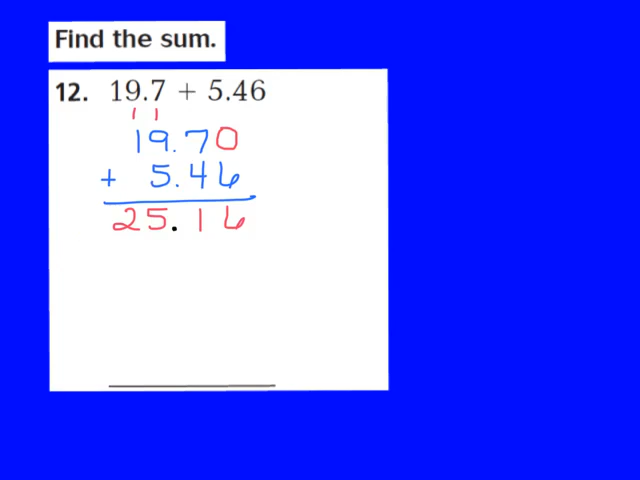 Find the sum.
12. 19.7 + 5.46
1 1
19.70
+ 5.46
25.16